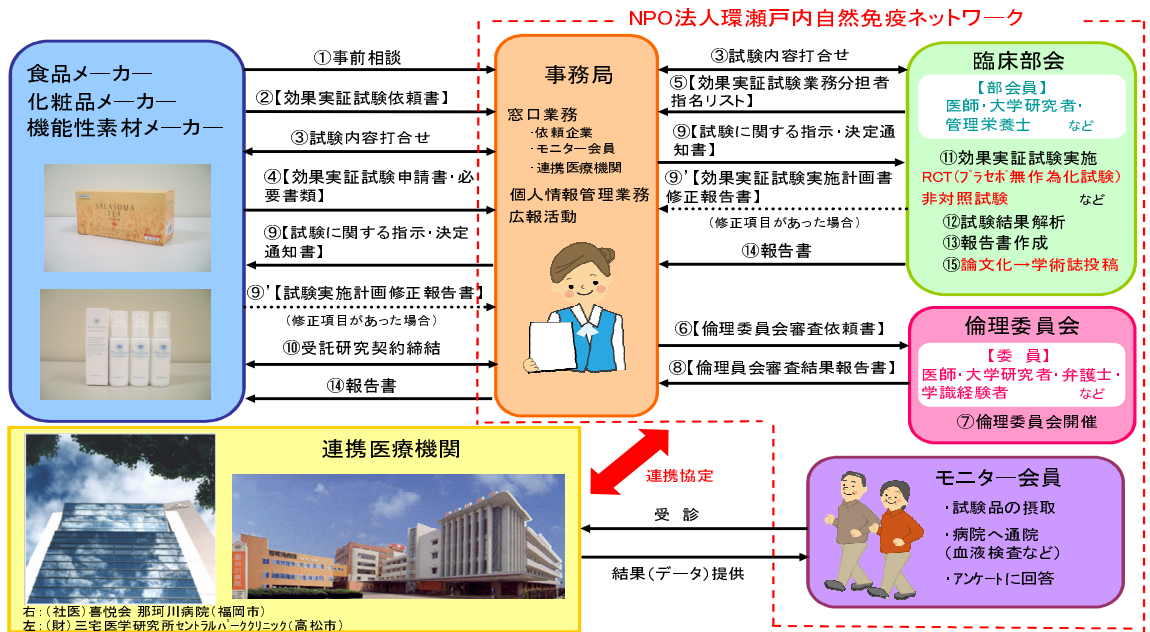 NPO法人環瀬戸内自然免疫ネットワーク
食品メーカー
化粧品メーカー
機能性素材メーカー
SALASOMA
TEA
①事前相談
②【効果実証試験依頼書】
③試験内容打合せ
④【効果実証試験申請書・必
要書類】
⑨【試験に関する指示・決定
通知書】
⑨’【試験実施計画修正報告書】
（修正項目があった場合）
⑩受託研究契約締結
⑭報告書
事務局
窓口業務
・依頼企業
・モニター会員
・連携医療機関
個人情報管理業務
広報活動
③試験内容打合せ
⑤【効果実証試験業務分担者
指名リスト】
⑨【試験に関する指示・決定通
知書】
⑨’【効果実証試験実施計画書
修正報告書】
（修正項目があった場合）
⑭報告書
⑥【倫理委員会審査依頼書】
⑧【倫理員会審査結果報告書】
臨床部会
【部会員】
医師・大学研究者・
管理栄養士 など
⑪効果実証試験実施
RCT（ﾌﾟﾗｾﾎﾞ無作為化試験）
非対照試験 など
⑫試験結果解析
⑬報告書作成
⑮論文化→学術誌投稿
倫理委員会
【委 員】
医師・大学研究者・弁護士・
学識経験者 など
⑦倫理委員会開催
連携医療機関
那珂川病院
右：（社医）喜悦会 那珂川病院（福岡市）
左：（財）三宅医学研究所ｾﾝﾄﾗﾙﾊﾟｰｸｸﾘﾆｯｸ（高松市）
連携協定
受 診
結果（データ）提供
モニター会員
・試験品の摂取
・病院へ通院
（血液検査など）
・ｱﾝｹｰﾄに回答